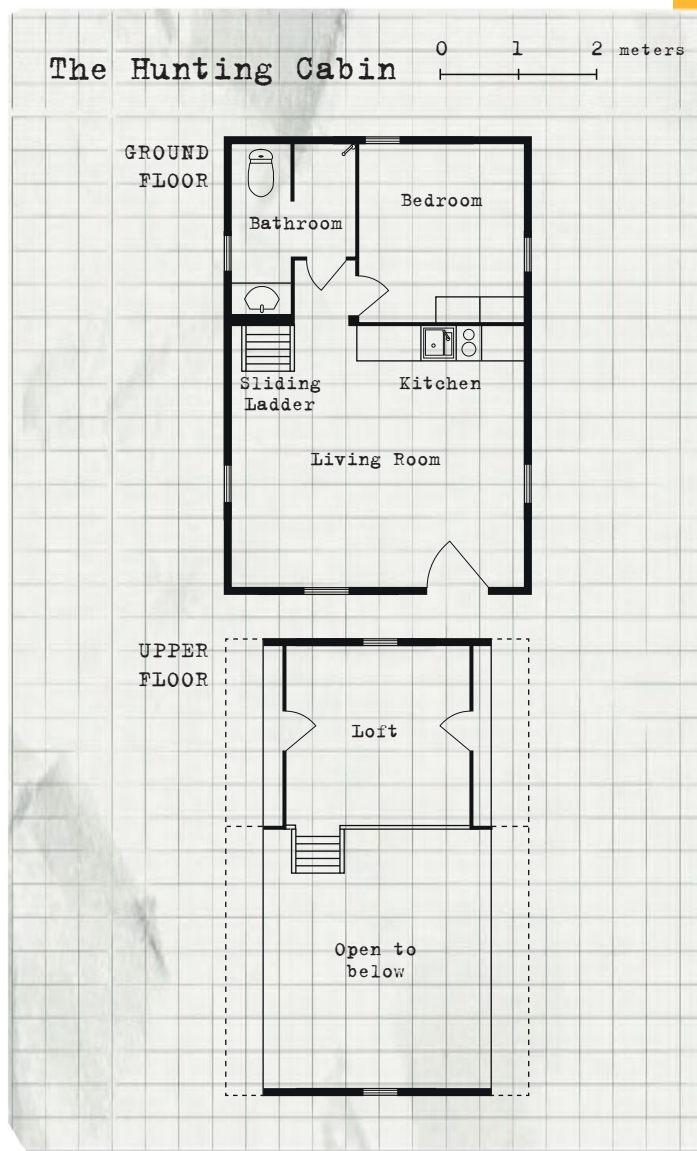 The Hunting Cabin
0 1 2 meters
GROUND
FLOOR
Bedroom
Bathroom
Sliding
Ladder
Kitchen
Living Room
UPPER
FLOOR
Loft
Open to
below